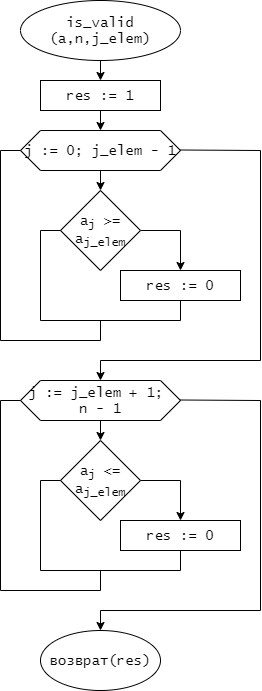 is_valid
(a,n,j_elem)
res := 1
j := 0; j_elem - 1
aj >=
aj_elem
res := 0
j := j_elem + 1;
n - 1
aj <=
aj_elem
res := 0
возврат(res)